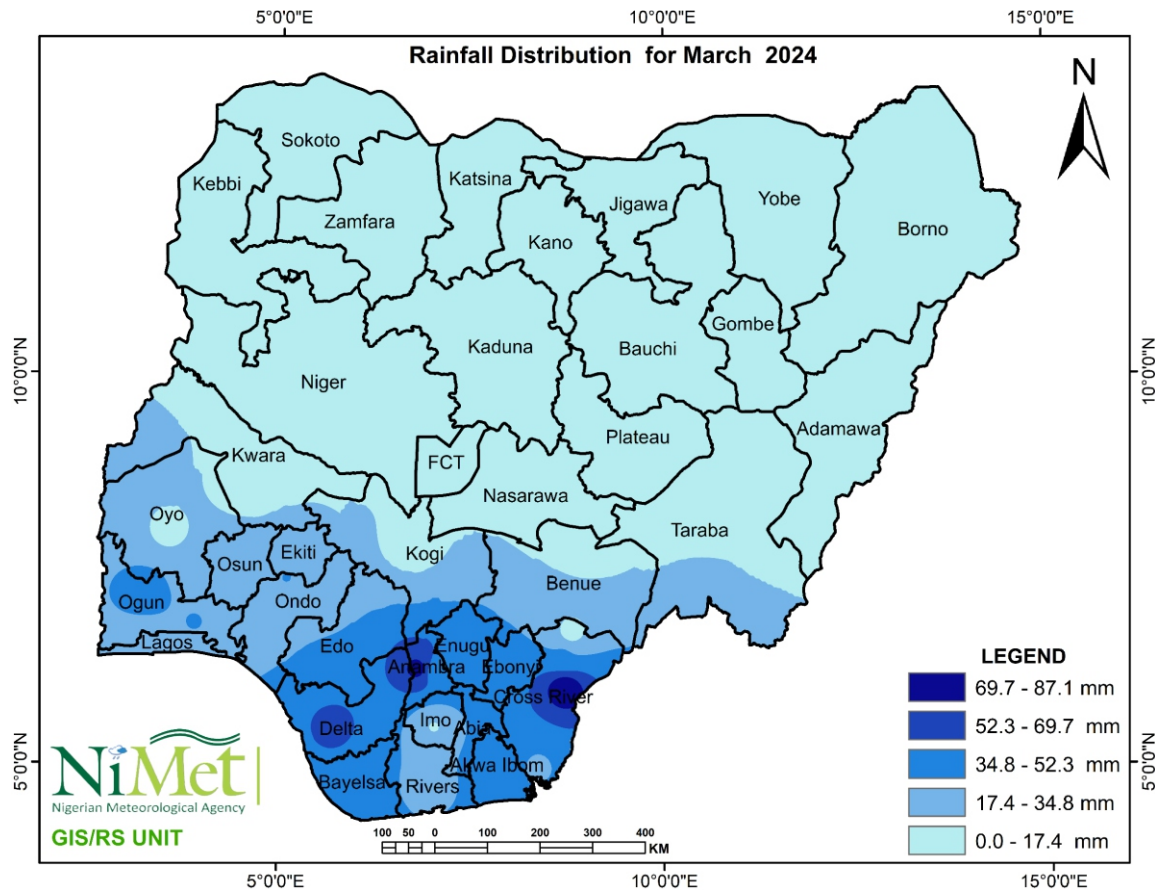 5°0'0"E 10°0'0"E 15°0'0"E
Rainfall Distribution for March 2024
N
Sokoto
Kebbi
Katsina
Zamfara
Jigawa
Yobe
Kano
Borno
10°0'0"N
10°0'0"N
Gombe
Kaduna
Bauchi
Niger
Adamawa
Plateau
Kwara
FCT
Nasarawa
Oyo
Taraba
Kogi
Ekiti
Osun
Benue
Ogun
Ondo
Lagos
Edo
Enugu
Anambra
Ebonyi
Cross River
Imo
Delta
Abia
Akwa Ibom
Bayelsa
Rivers
LEGEND
69.7 - 87.1 mm
52.3 - 69.7 mm
34.8 - 52.3 mm
17.4 - 34.8 mm
0.0 - 17.4 mm
5°0'0"N
5°0'0"N
NiMet
Nigerian Meteorological Agency
GIS/RS UNIT
100 50 0 100 200 300 400
KM
5°0'0"E 10°0'0"E 15°0'0"E